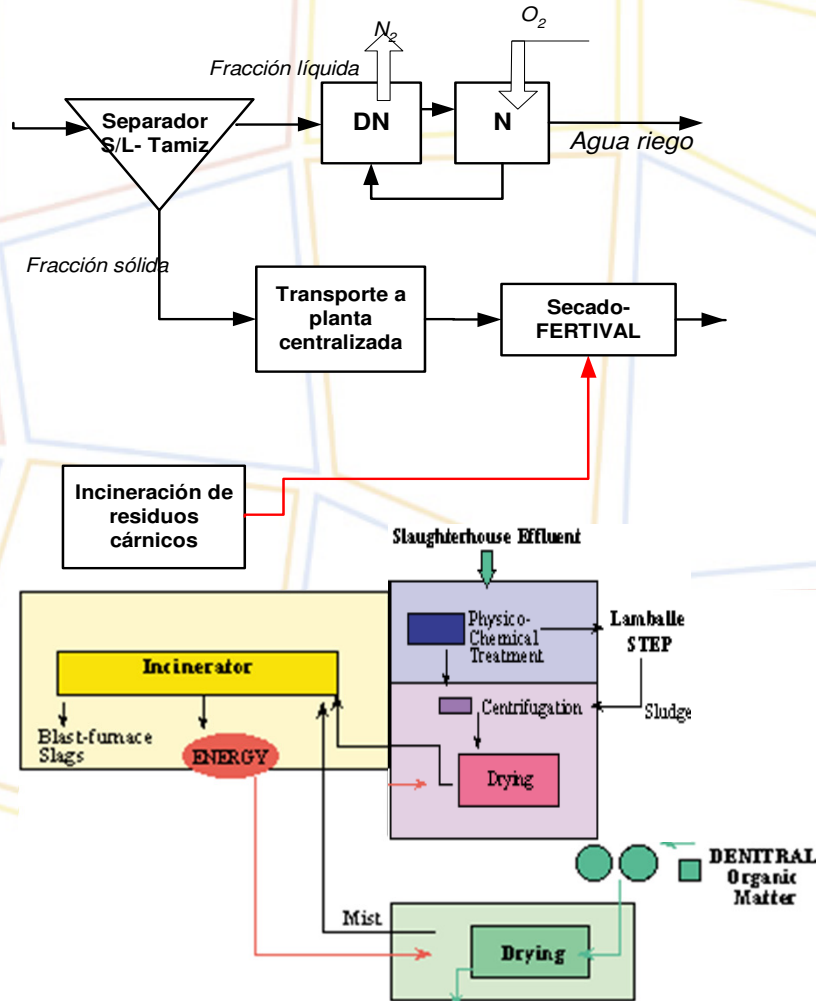 N2
O2
Fracción líquida
Separador
S/L- Tamiz
DN
N
Agua riego
Fracción sólida
Transporte a
planta
centralizada
Secado-
FERTIVAL
Incineración de
residuos
cárnicos
Slaughterhouse Effluent
Physico-
Chemical
Treatment
Lamballe
STEP
Incinerator
Centrifugation
Sludge
Blast-furnace
Slags
ENERGY
Drying
DENITRAL
Organic
Matter
Mist
Drying